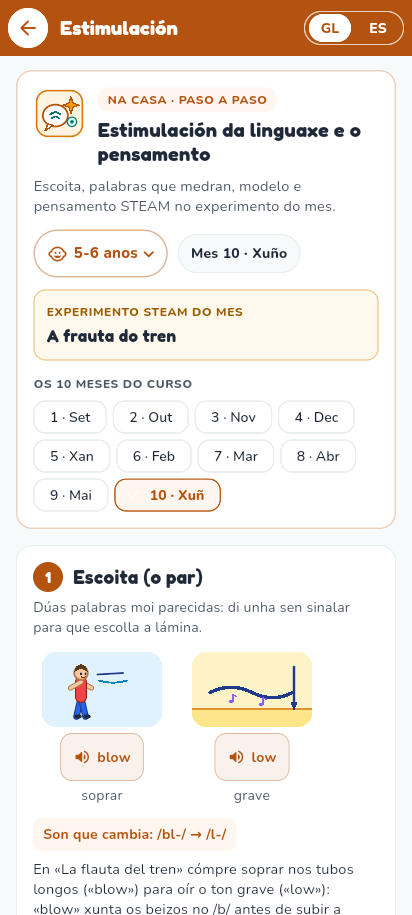 Estimulación
GL ES
NA CASA · PASO A PASO
Estimulación da linguaxe e o
pensamento
Escoita, palabras que medran, modelo e
pensamento STEAM no experimento do mes.
5-6 anos
Mes 10 · Xuño
EXPERIMENTO STEAM DO MES
A frauta do tren
OS 10 MESES DO CURSO
1 · Set 2 · Out 3 · Nov 4 · Dec
5 · Xan 6 · Feb 7 · Mar 8 · Abr
9 · Mai 10 · Xuñ
1 Escoita (o par)
Dúas palabras moi parecidas: di unha sen sinalar
para que escolla a lámina.
blow low
soprar grave
Son que cambia: /bl-/ → /l-/
En «La flauta del tren» cómpre soprar nos tubos
longos («blow») para oír o ton grave («low»):
«blow» xunta os beizos no /b/ antes de subir a